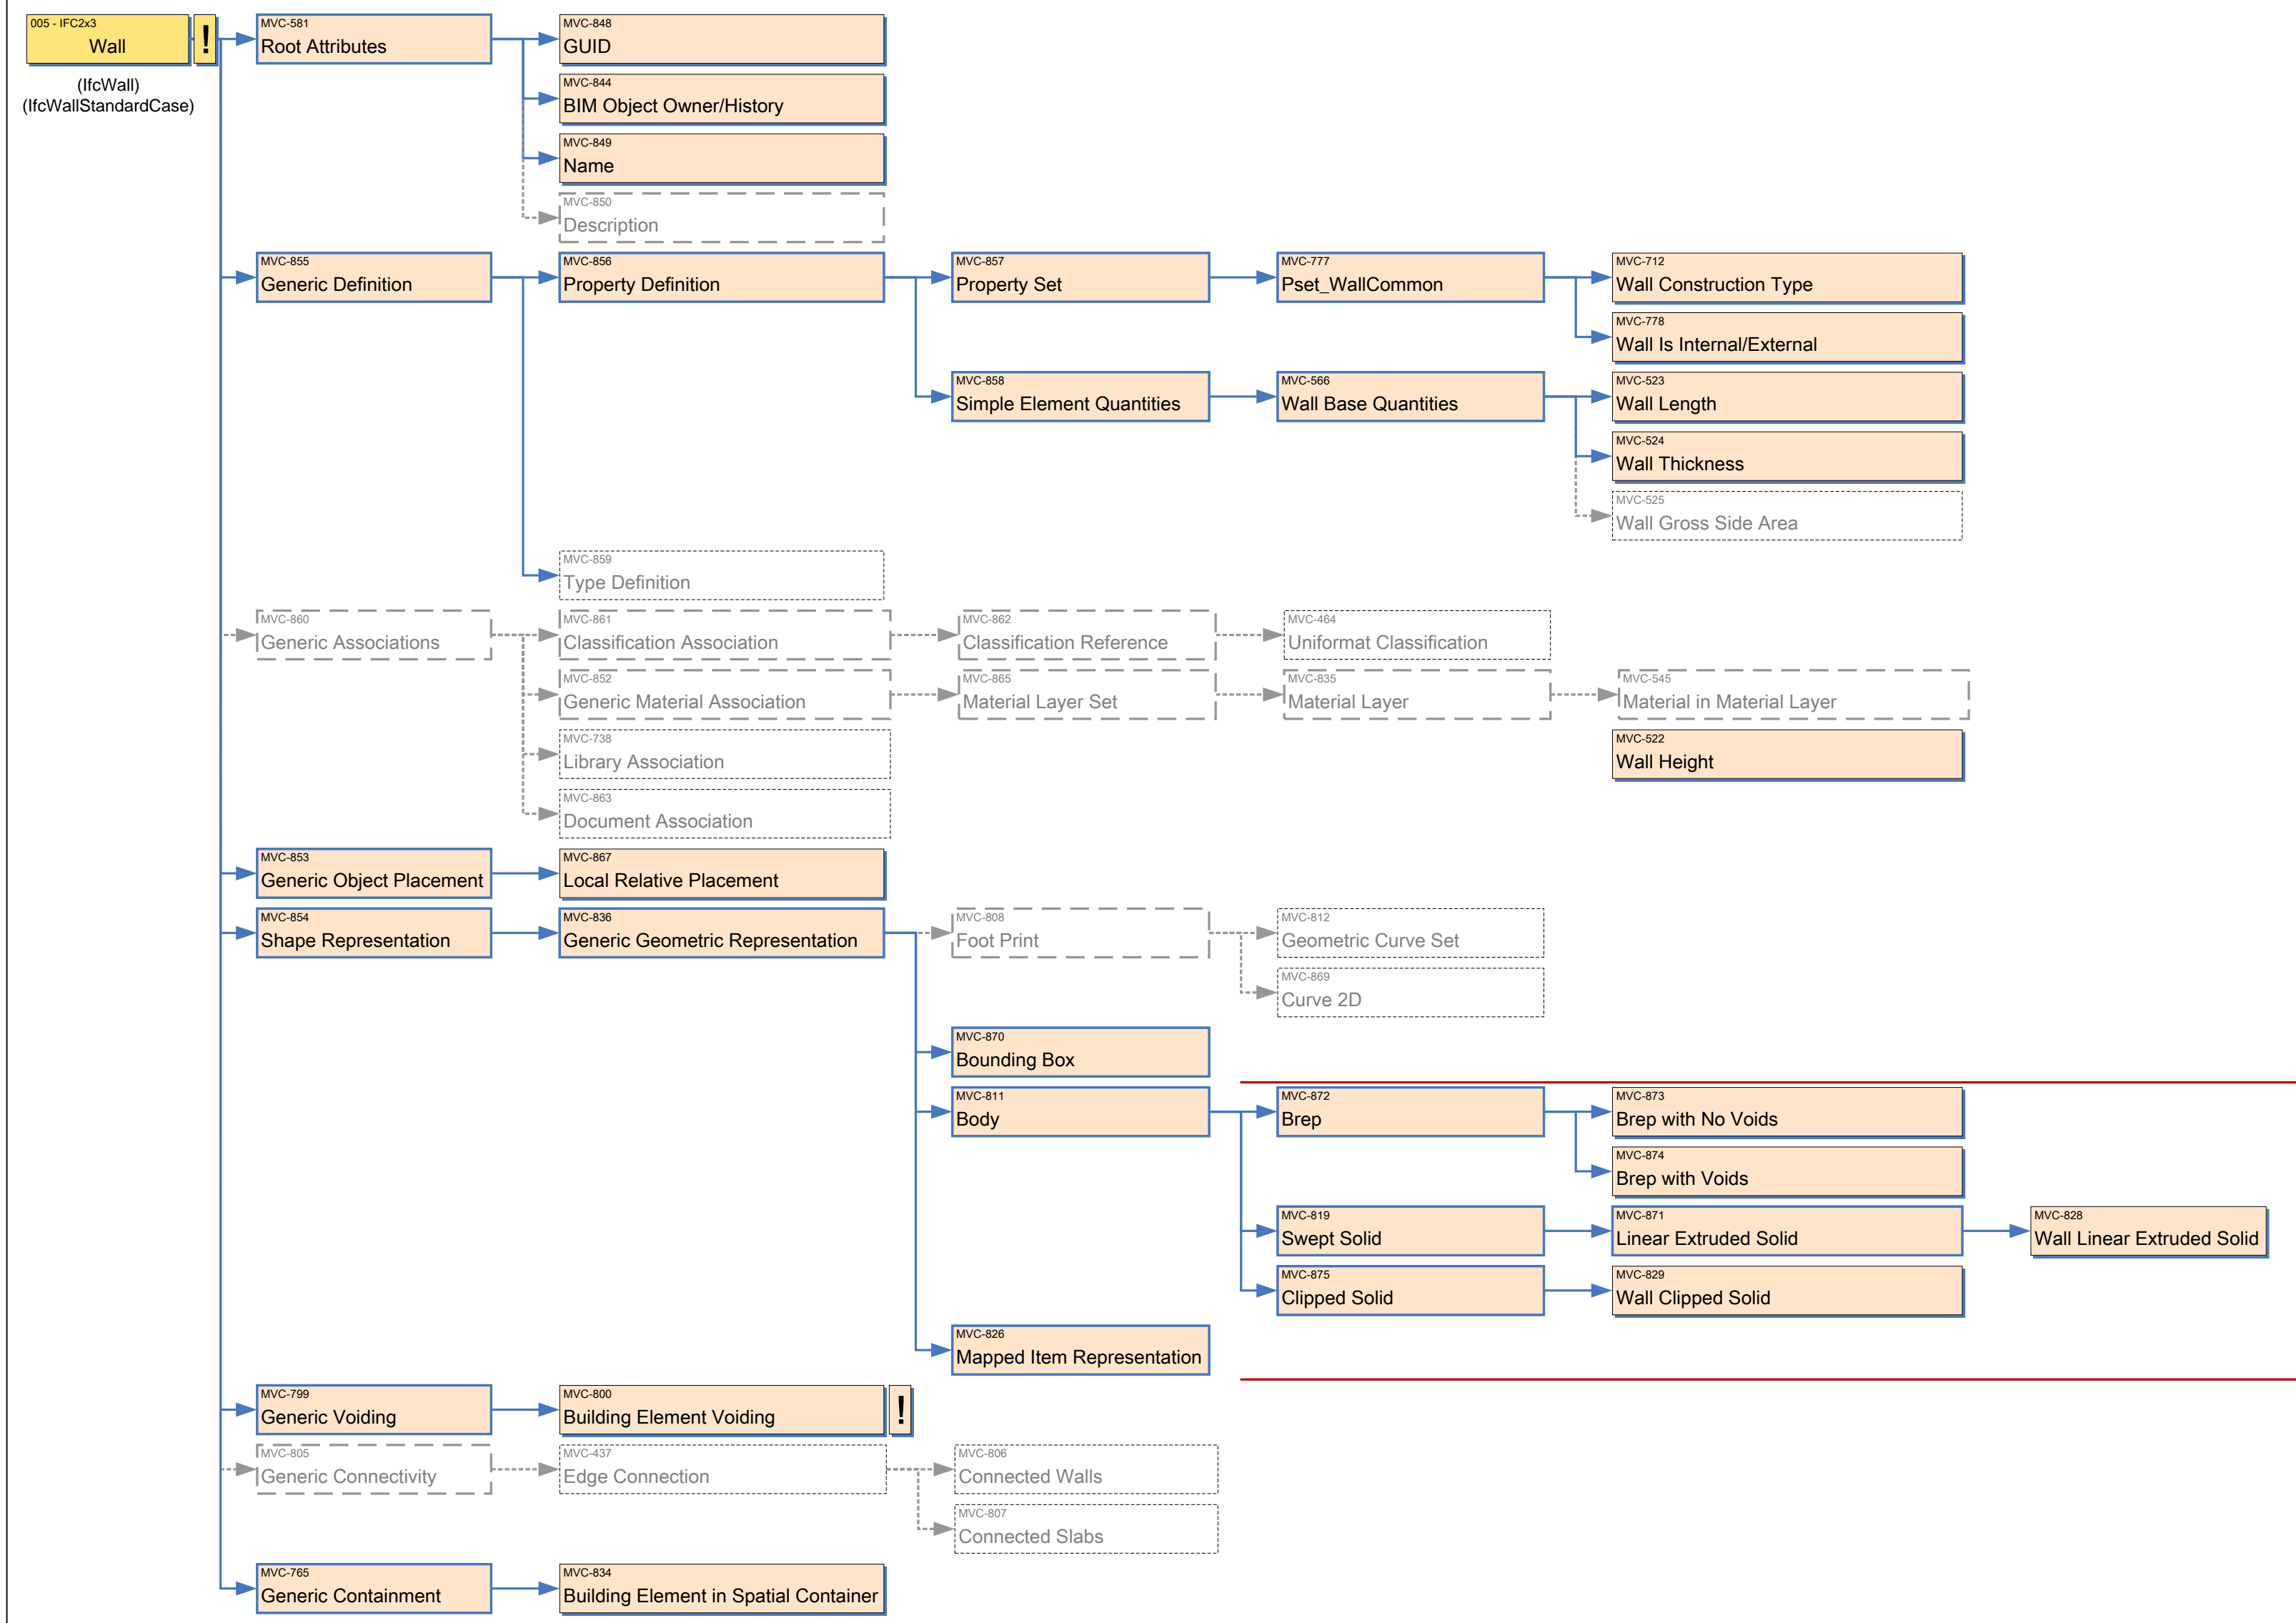 005 - IFC2x3
Wall
!
(IfcWall)
(IfcWallStandardCase)
MVC-581
Root Attributes
MVC-848
GUID
MVC-844
BIM Object Owner/History
MVC-849
Name
MVC-850
Description
MVC-855
Generic Definition
MVC-856
Property Definition
MVC-857
Property Set
MVC-777
Pset_WallCommon
MVC-712
Wall Construction Type
MVC-778
Wall Is Internal/External
MVC-858
Simple Element Quantities
MVC-566
Wall Base Quantities
MVC-523
Wall Length
MVC-524
Wall Thickness
MVC-525
Wall Gross Side Area
MVC-859
Type Definition
MVC-860
Generic Associations
MVC-861
Classification Association
MVC-862
Classification Reference
MVC-464
Uniformat Classification
MVC-852
Generic Material Association
MVC-865
Material Layer Set
MVC-835
Material Layer
MVC-545
Material in Material Layer
MVC-738
Library Association
MVC-522
Wall Height
MVC-863
Document Association
MVC-853
Generic Object Placement
MVC-867
Local Relative Placement
MVC-854
Shape Representation
MVC-836
Generic Geometric Representation
MVC-808
Foot Print
MVC-812
Geometric Curve Set
MVC-869
Curve 2D
MVC-870
Bounding Box
MVC-811
Body
MVC-872
Brep
MVC-873
Brep with No Voids
MVC-874
Brep with Voids
MVC-819
Swept Solid
MVC-871
Linear Extruded Solid
MVC-828
Wall Linear Extruded Solid
MVC-875
Clipped Solid
MVC-829
Wall Clipped Solid
MVC-826
Mapped Item Representation
MVC-799
Generic Voiding
MVC-800
Building Element Voiding
!
MVC-805
Generic Connectivity
MVC-437
Edge Connection
MVC-806
Connected Walls
MVC-807
Connected Slabs
MVC-765
Generic Containment
MVC-834
Building Element in Spatial Container